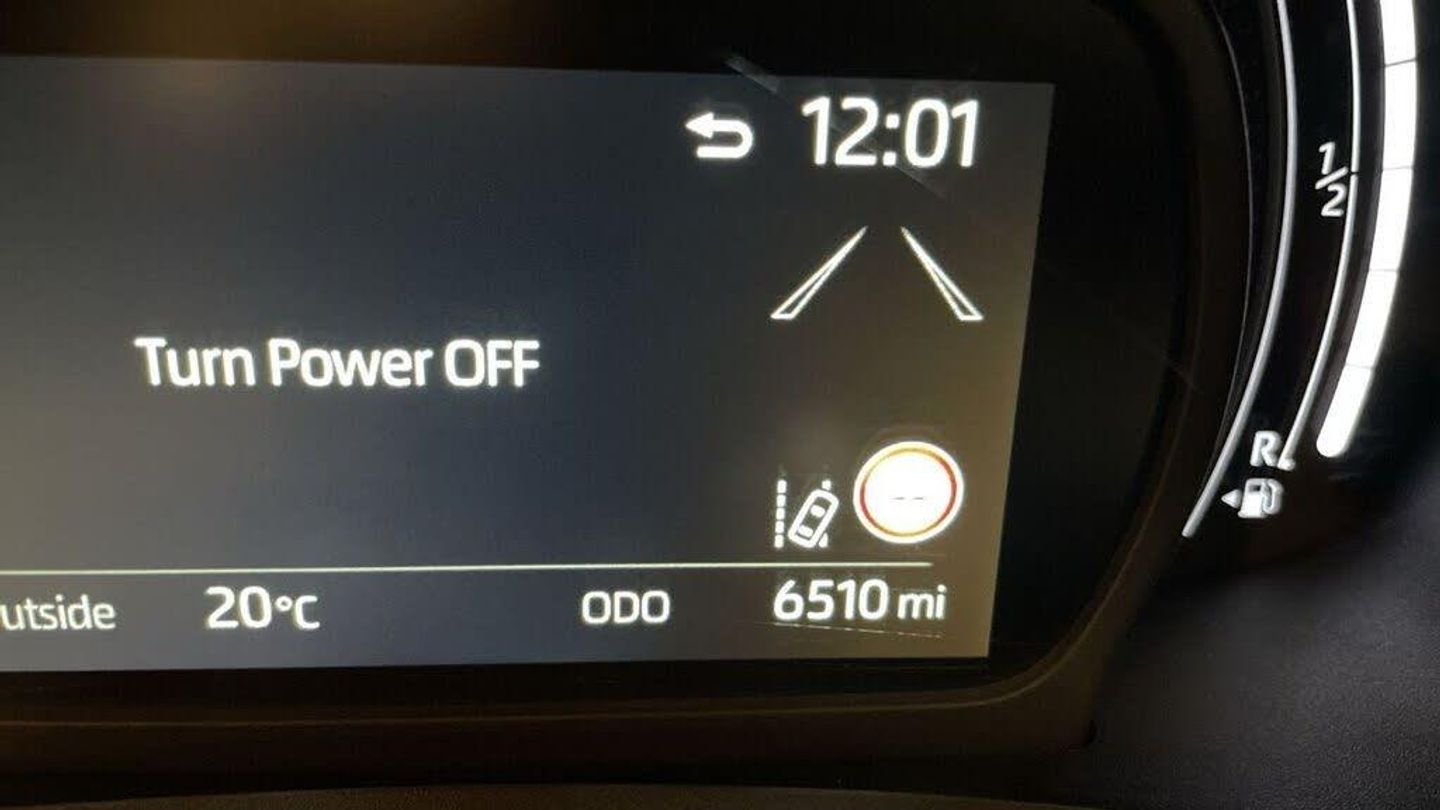 12:01
1/2
Turn Power OFF
R
utside 20°C ODO 6510 mi